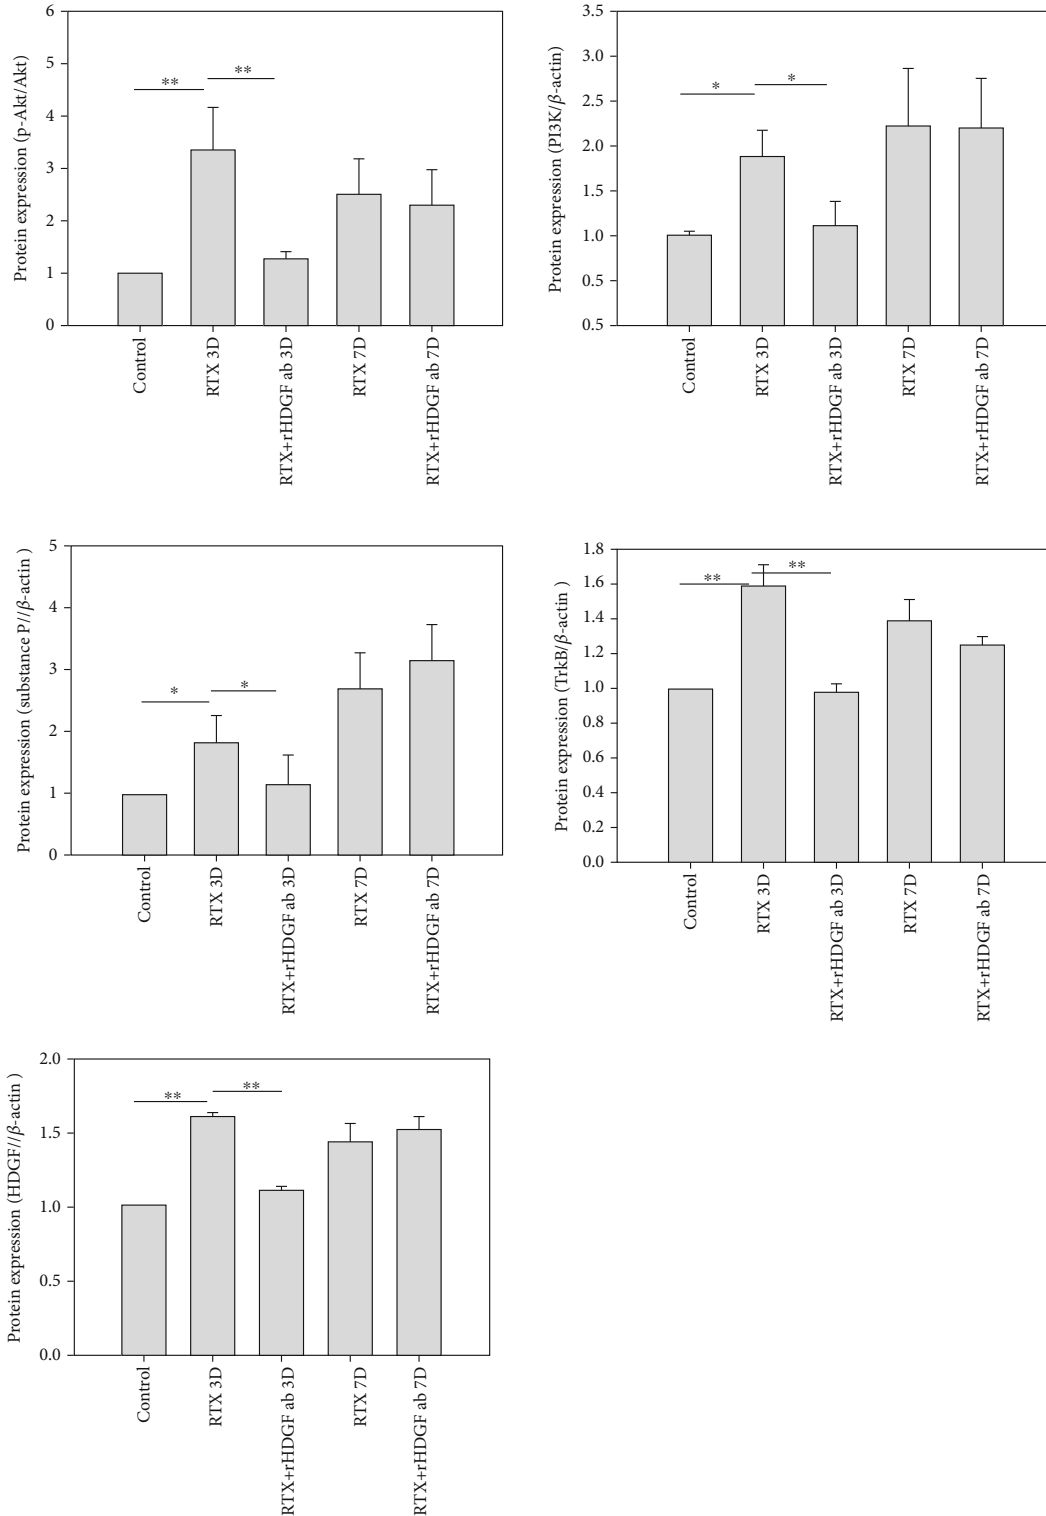 Protein expression (p-Akt/Akt)
6
5
4
3
2
1
0
**
**
Control
RTX 3D
RTX+rHDGF ab 3D
RTX 7D
RTX+rHDGF ab 7D
Protein expression (PI3K/β-actin)
3.5
3.0
2.5
2.0
1.5
1.0
0.5
0.5
*
*
Control
RTX 3D
RTX+rHDGF ab 3D
RTX 7D
RTX+rHDGF ab 7D
Protein expression (substance P//β-actin )
5
4
3
2
1
0
*
*
Control
RTX 3D
RTX+rHDGF ab 3D
RTX 7D
RTX+rHDGF ab 7D
Protein expression (TrkB/β-actin )
1.8
1.6
1.4
1.2
1.0
0.8
0.6
0.4
0.2
0.0
**
**
Control
RTX 3D
RTX+rHDGF ab 3D
RTX 7D
RTX+rHDGF ab 7D
Protein expression (HDGF//β-actin )
2.0
1.5
1.0
0.5
0.0
**
**
Control
RTX 3D
RTX+rHDGF ab 3D
RTX 7D
RTX+rHDGF ab 7D